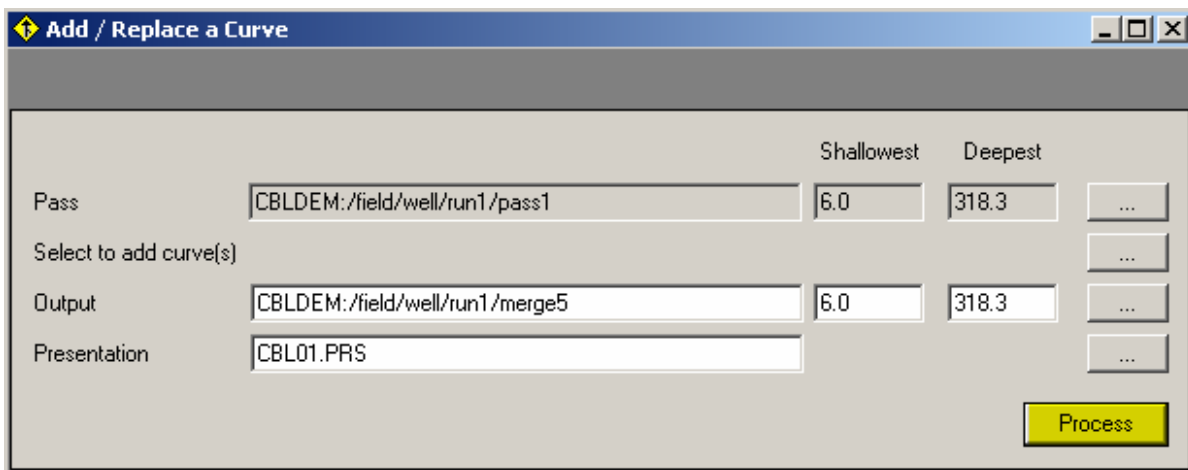 Add / Replace a Curve
Shallowest Deepest
Pass CBLDEM:/field/well/run1/pass1 6.0 318.3 ...
Select to add curve(s) ...
Output CBLDEM:/field/well/run1/merge5 6.0 318.3 ...
Presentation CBL01.PRS ...
Process